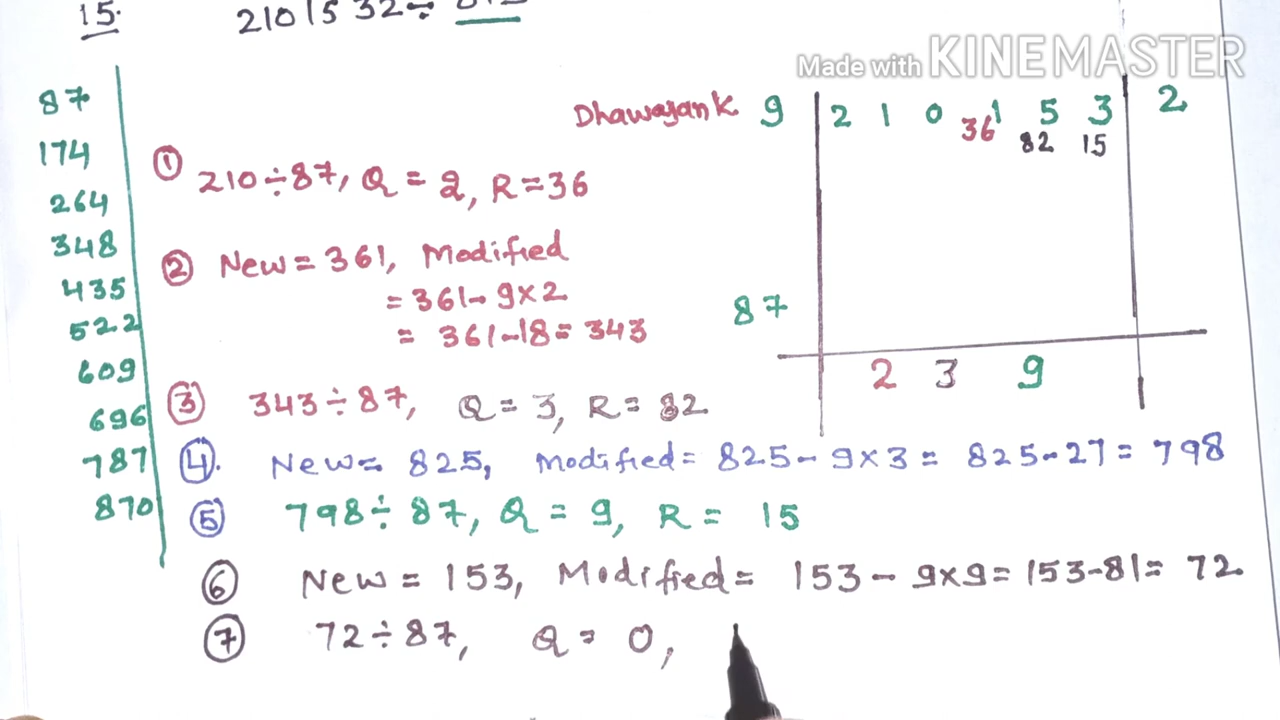 15. 2101532÷
Made with KINEMASTER
87
174
264
348
435
522
609
696
787
870
Dhawajank 9 2 1 0 1 5 3 2
36 82 15
87
2 3 9
① 210÷87, Q = 2, R = 36
② New = 361, Modified
= 361-9×2
= 361-18 = 343
③ 343÷87, Q = 3, R = 82
④. New = 825, Modified = 825-9×3 = 825-27 = 798
⑤ 798÷87, Q = 9, R = 15
⑥ New = 153, Modified = 153-9×9 = 153-81 = 72
⑦ 72÷87, Q = 0,